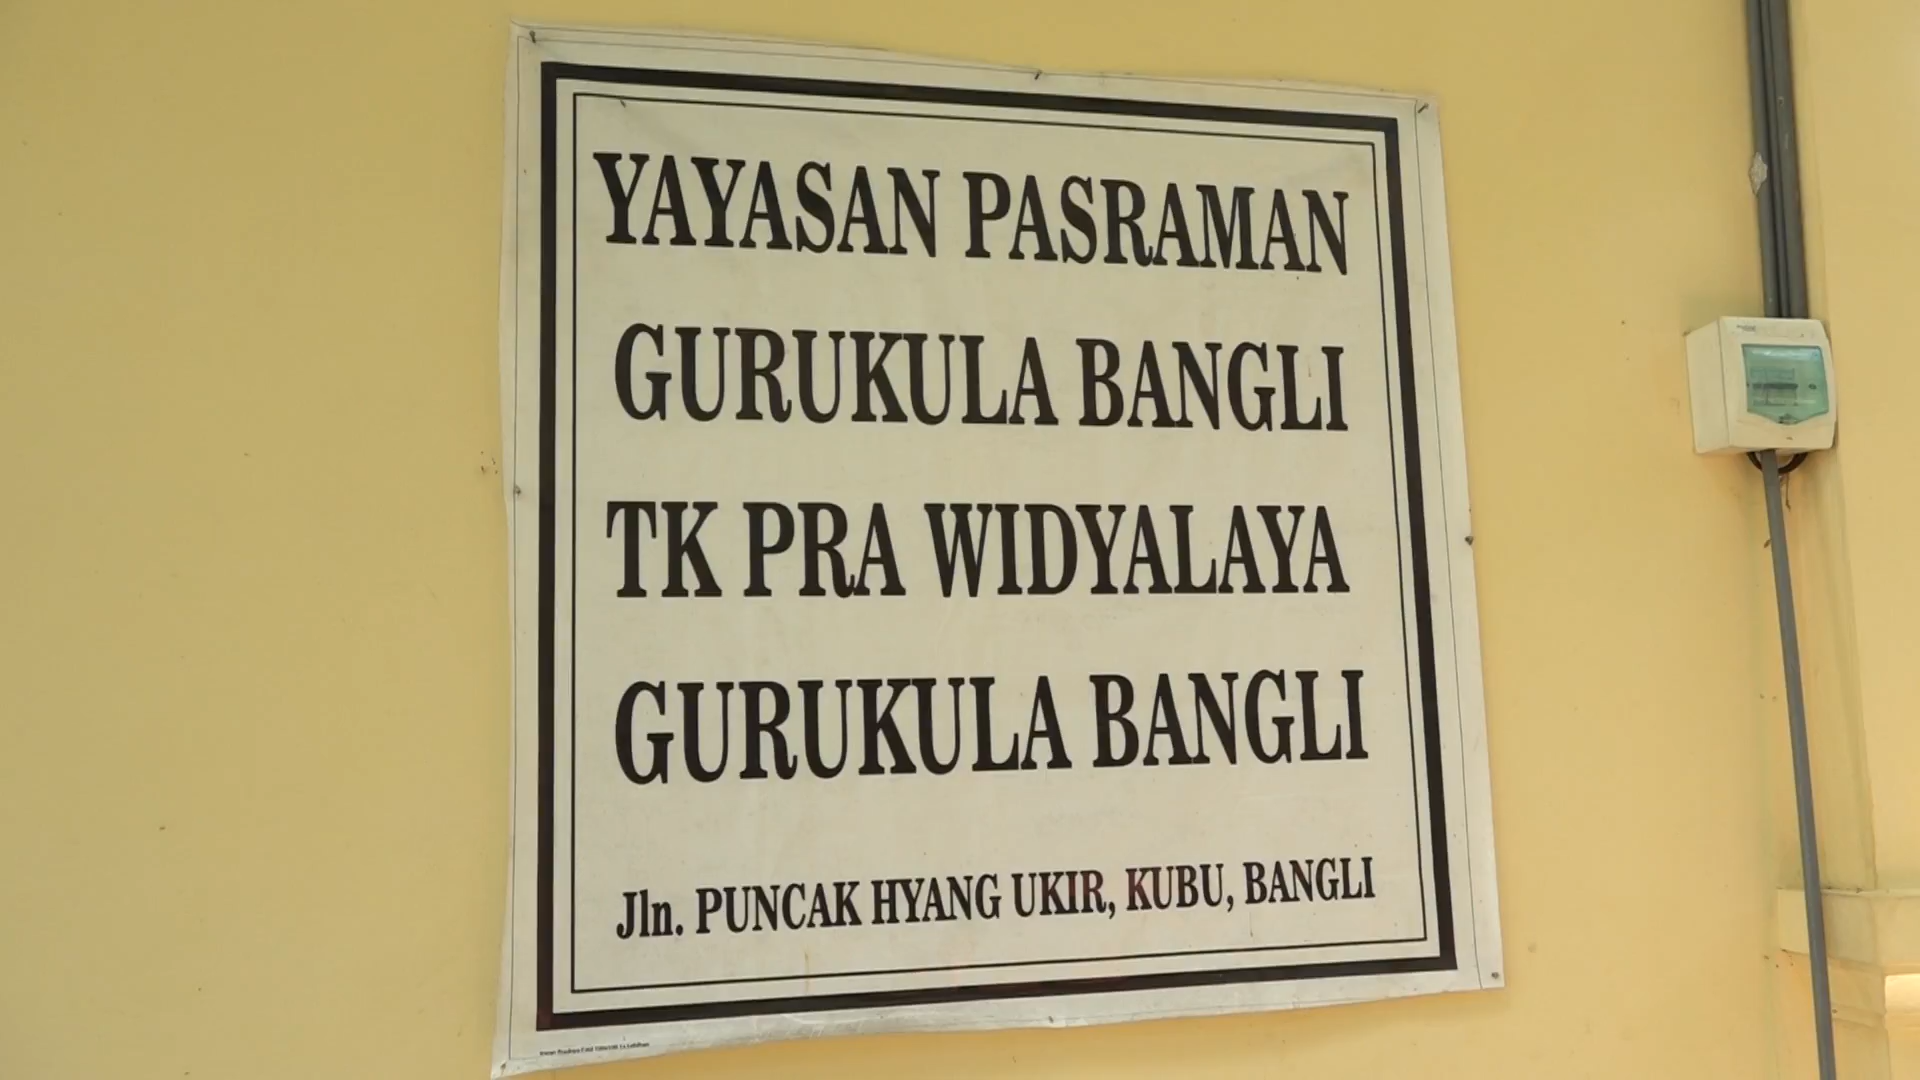 YAYASAN PASRAMAN
GURUKULA BANGLI
TK PRA WIDYALAYA
GURUKULA BANGLI
Jln. PUNCAK HYANG UKIR, KUBU, BANGLI